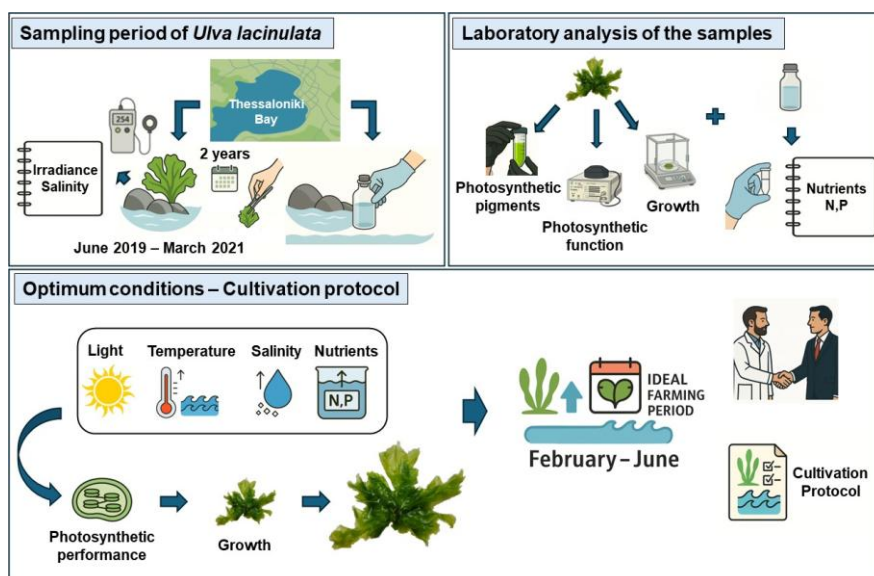 Sampling period of Ulva lacinulata
254
Thessaloniki
Bay
2 years
Irradiance
Salinity
June 2019 – March 2021
Laboratory analysis of the samples
Photosynthetic
pigments
Photosynthetic
function
Growth
Nutrients
N,P
Optimum conditions – Cultivation protocol
Light
Temperature
Salinity
Nutrients
N,P
Photosynthetic
performance
Growth
IDEAL
FARMING
PERIOD
February – June
Cultivation
Protocol